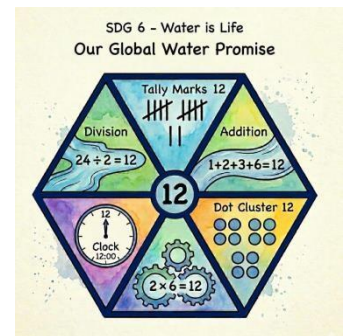 SDG 6 - Water is Life
Our Global Water Promise
Tally Marks 12
Division
24 ÷ 2 = 12
Addition
1+2+3+6=12
12
12
Clock
12:00
Dot Cluster 12
2×6=12